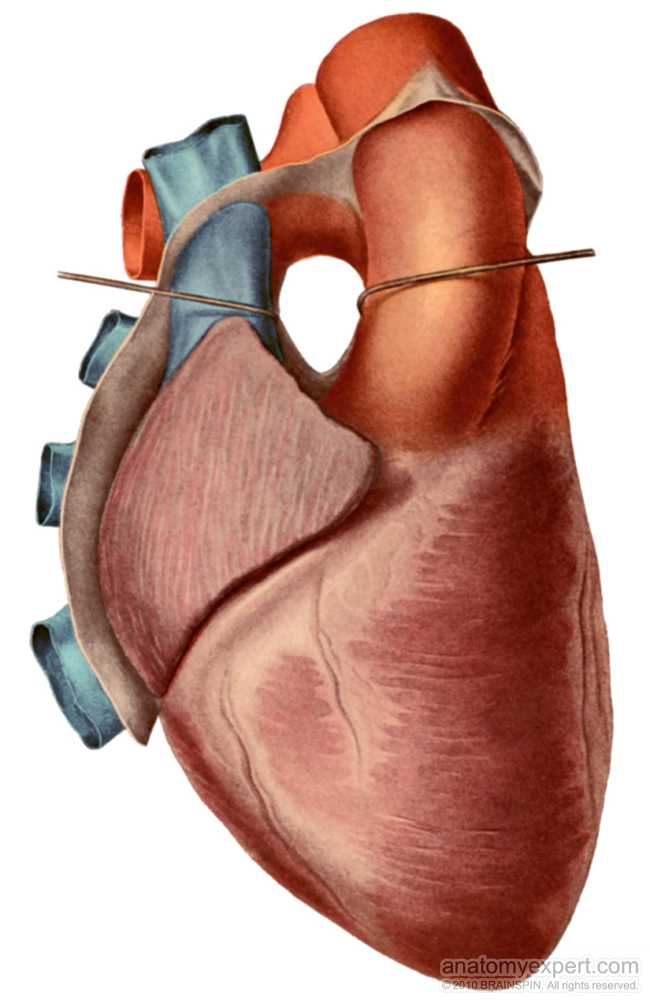 anatomyexpert.com
© 2010 BRAINSPIN. All rights reserved.